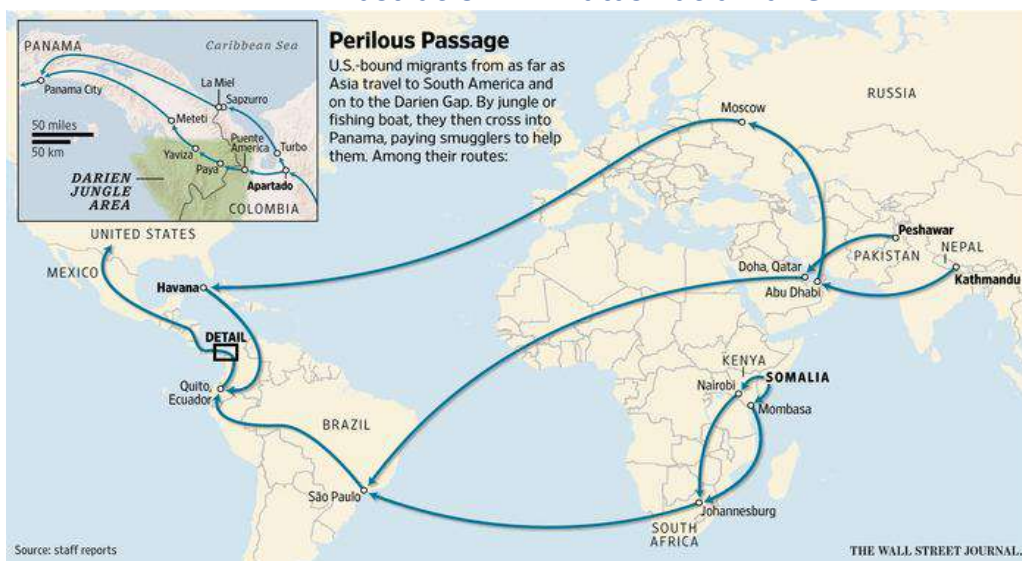 Perilous Passage
U.S.-bound migrants from as far as
Asia travel to South America and
on to the Darien Gap. By jungle or
fishing boat, they then cross into
Panama, paying smugglers to help
them. Among their routes:
PANAMA
Caribbean Sea
La Miel
Sapzurro
Panama City
50 miles
50 km
Meteti
Puente
America
Turbo
Yaviza
Paya
Apartado
DARIEN
JUNGLE
AREA
COLOMBIA
RUSSIA
Moscow
UNITED STATES
MEXICO
Havana
DETAIL
Quito,
Ecuador
BRAZIL
São Paulo
Peshawar
PAKISTAN
NEPAL
Kathmandu
Doha, Qatar
Abu Dhabi
KENYA
Nairobi
SOMALIA
Mombasa
Johannesburg
SOUTH
AFRICA
Source: staff reports
THE WALL STREET JOURNAL.